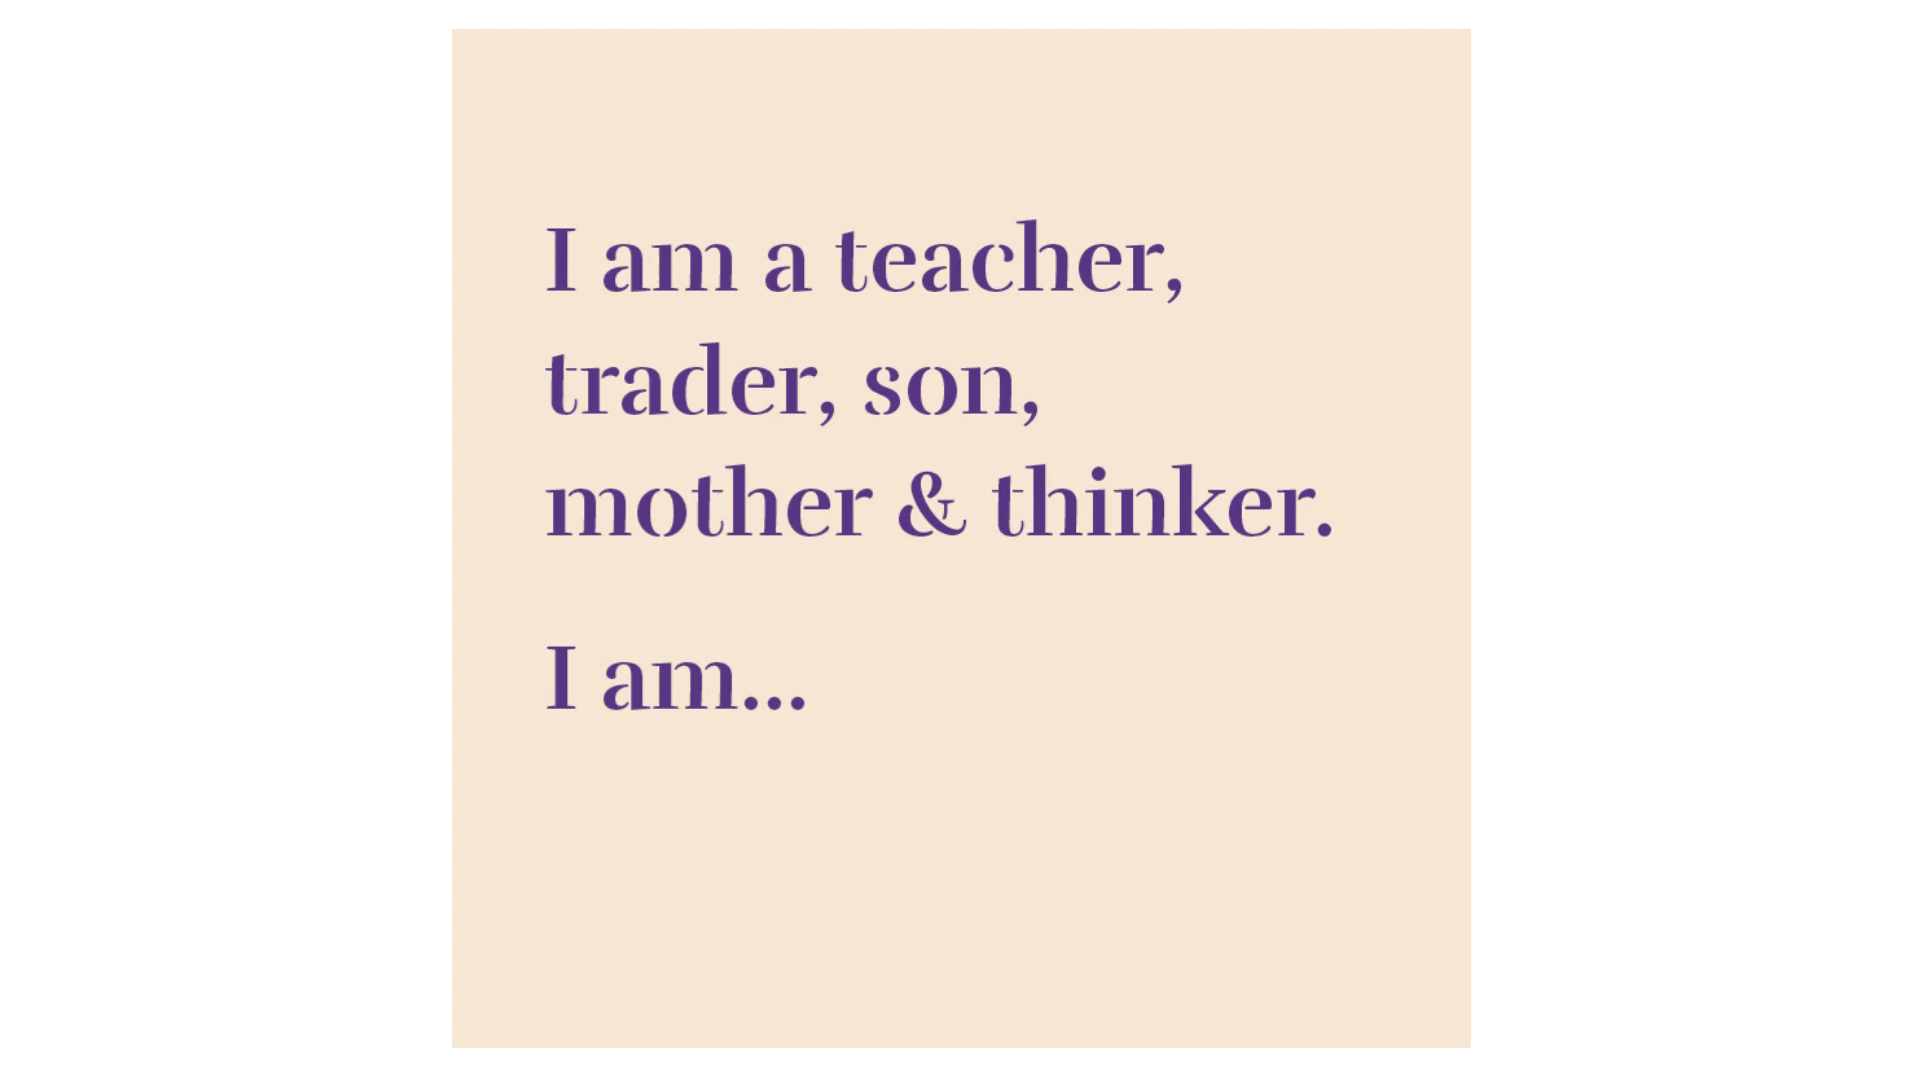 I am a teacher,
trader, son,
mother & thinker.
I am...